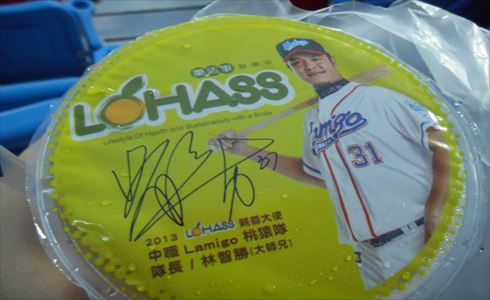 樂活事
LOHASS
Lifestyle Of Health And Sustainability with a Smile
Lamigo
31
31
2013 LOHASS 親善大使
中職 Lamigo 桃猿隊
隊長 / 林智勝(大師兄)